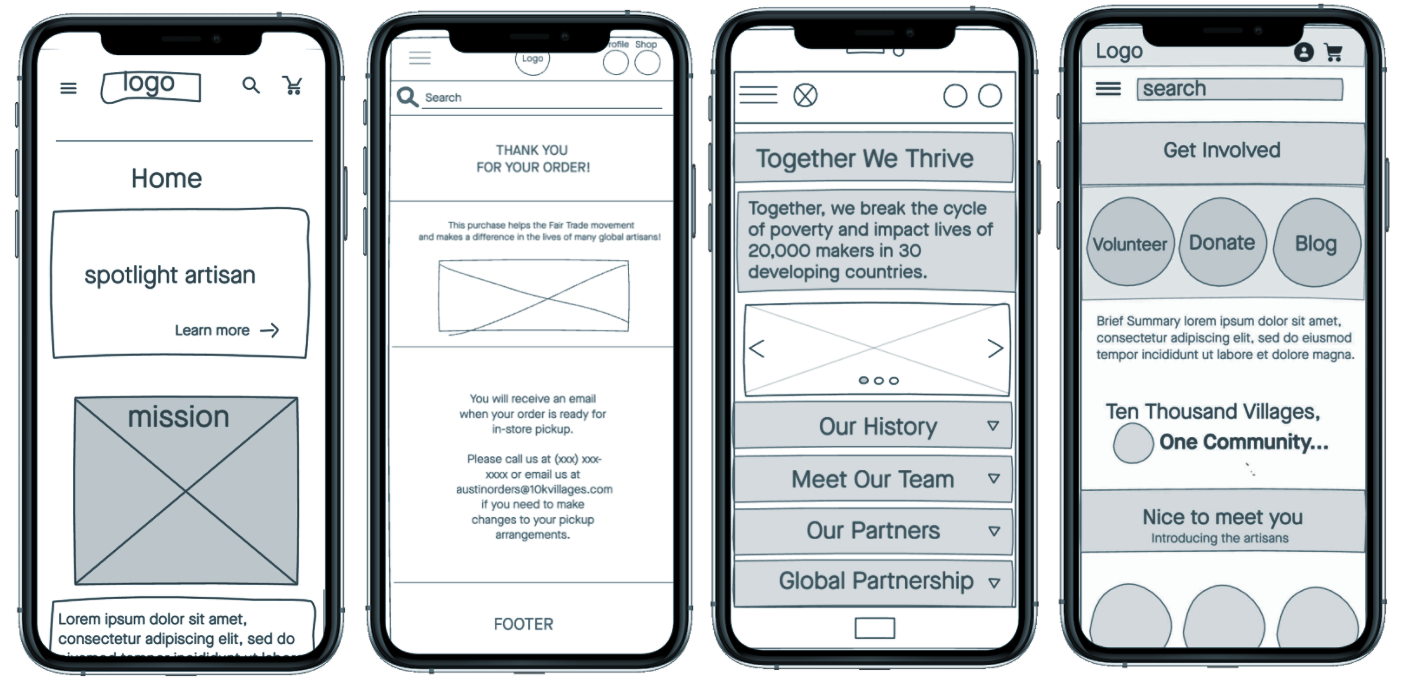 logo
Home
spotlight artisan
Learn more
mission
Lorem ipsum dolor sit amet,
consectetur adipiscing elit, sed do
Shop
Logo
Search
THANK YOU
FOR YOUR ORDER!
This purchase helps the Fair Trade movement
and makes a difference in the lives of many global artisans!
You will receive an email
when your order is ready for
in-store pickup.
Please call us at (xxx) xxx-
xxxx or email us at
austinorders@10kvillages.com
if you need to make
changes to your pickup
arrangements.
FOOTER
Together We Thrive
Together, we break the cycle
of poverty and impact lives of
20,000 makers in 30
developing countries.
Our History
Meet Our Team
Our Partners
Global Partnership
Logo
search
Get Involved
Volunteer Donate Blog
Brief Summary lorem ipsum dolor sit amet,
consectetur adipiscing elit, sed do eiusmod
tempor incididunt ut labore et dolore magna.
Ten Thousand Villages,
One Community...
Nice to meet you
Introducing the artisans